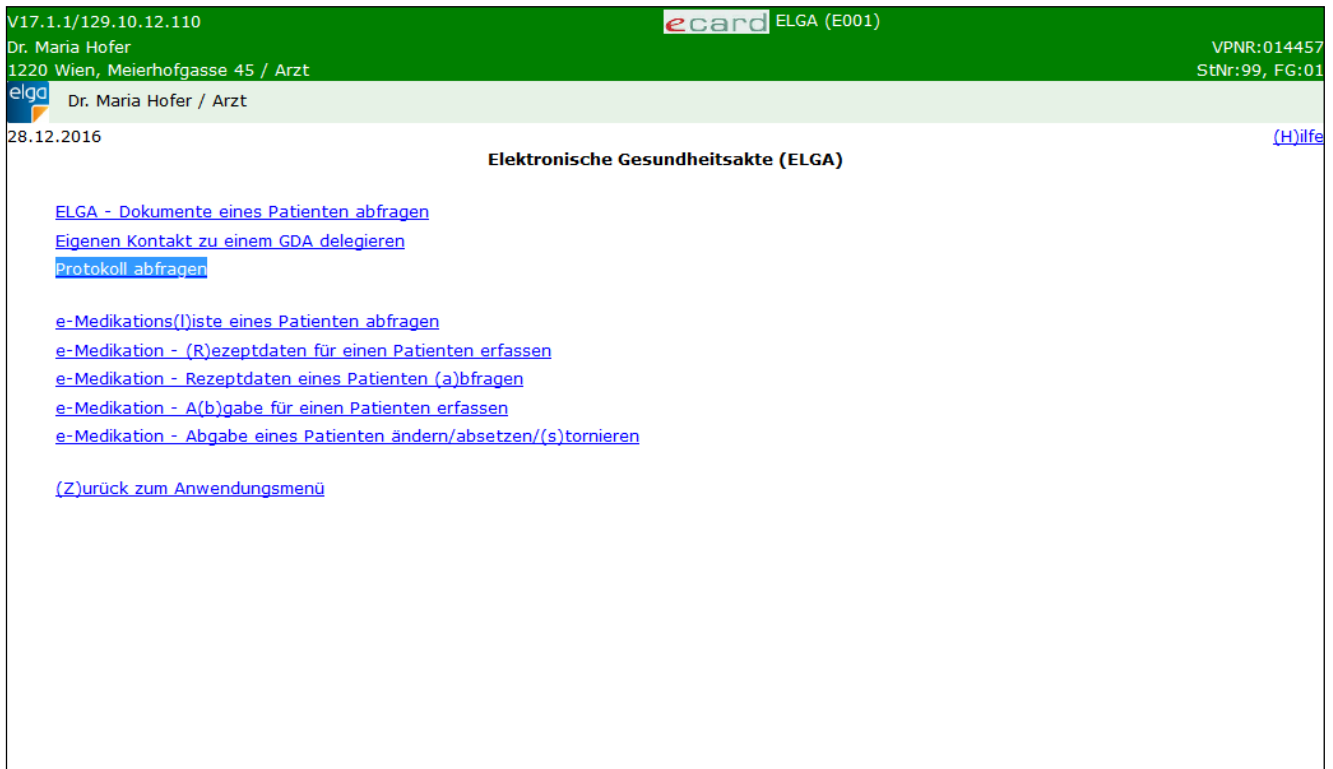 V17.1.1/129.10.12.110 ecard ELGA (E001)
Dr. Maria Hofer VPNR:014457
1220 Wien, Meierhofgasse 45 / Arzt StNr:99, FG:01
elga Dr. Maria Hofer / Arzt
28.12.2016 (H)ilfe
Elektronische Gesundheitsakte (ELGA)
ELGA - Dokumente eines Patienten abfragen
Eigenen Kontakt zu einem GDA delegieren
Protokoll abfragen
e-Medikations(l)iste eines Patienten abfragen
e-Medikation - (R)ezeptdaten für einen Patienten erfassen
e-Medikation - Rezeptdaten eines Patienten (a)bfragen
e-Medikation - A(b)gabe für einen Patienten erfassen
e-Medikation - Abgabe eines Patienten ändern/absetzen/(s)tornieren
(Z)urück zum Anwendungsmenü